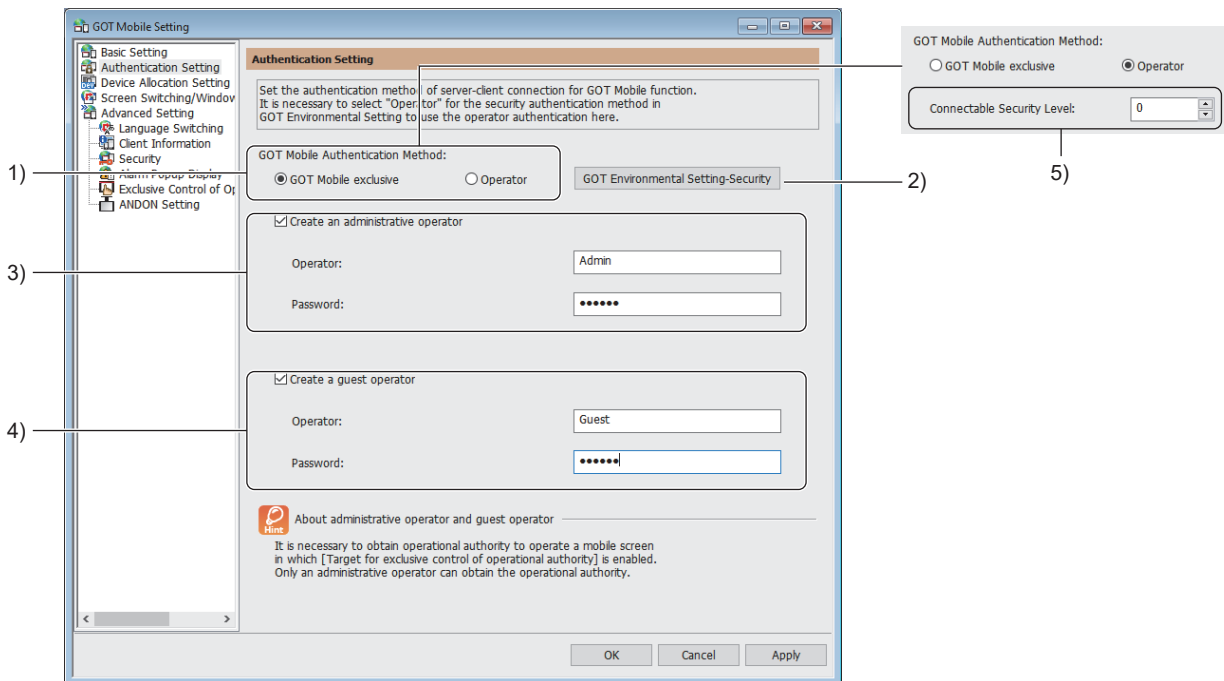 GOT Mobile Setting
Basic Setting
Authentication Setting
Device Allocation Setting
Screen Switching/Window
Advanced Setting
Language Switching
Client Information
Security
Alarm Popup Display
Exclusive Control of Op
ANDON Setting
Authentication Setting
Set the authentication method of server-client connection for GOT Mobile function.
It is necessary to select "Operator" for the security authentication method in
GOT Environmental Setting to use the operator authentication here.
1)
GOT Mobile Authentication Method:
GOT Mobile exclusive
Operator
GOT Environmental Setting-Security
2)
3)
Create an administrative operator
Operator:
Admin
Password:
••••••
4)
Create a guest operator
Operator:
Guest
Password:
••••••
Hint
About administrative operator and guest operator
It is necessary to obtain operational authority to operate a mobile screen
in which [Target for exclusive control of operational authority] is enabled.
Only an administrative operator can obtain the operational authority.
OK
Cancel
Apply
GOT Mobile Authentication Method:
GOT Mobile exclusive
Operator
Connectable Security Level:
0
5)